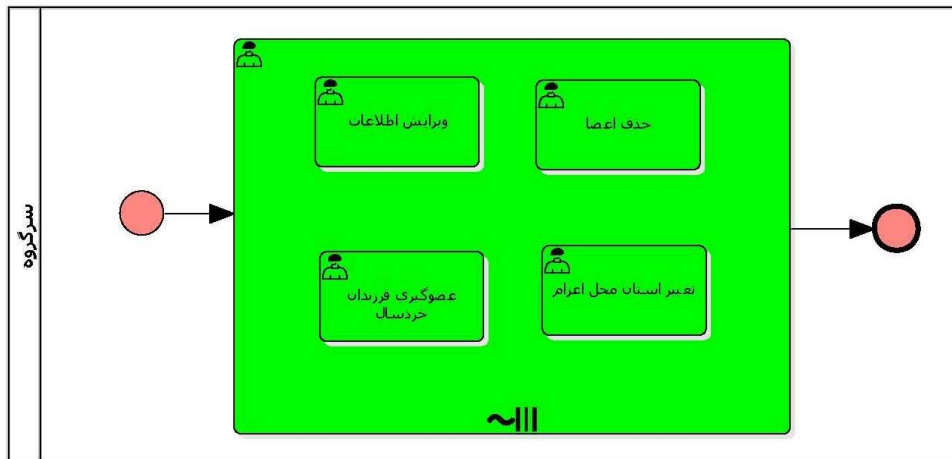 سرگروه
ویرایش اطلاعات
حذف اعضا
عضوگیری فرزندان
خردسال
تغییر استان محل اعزام